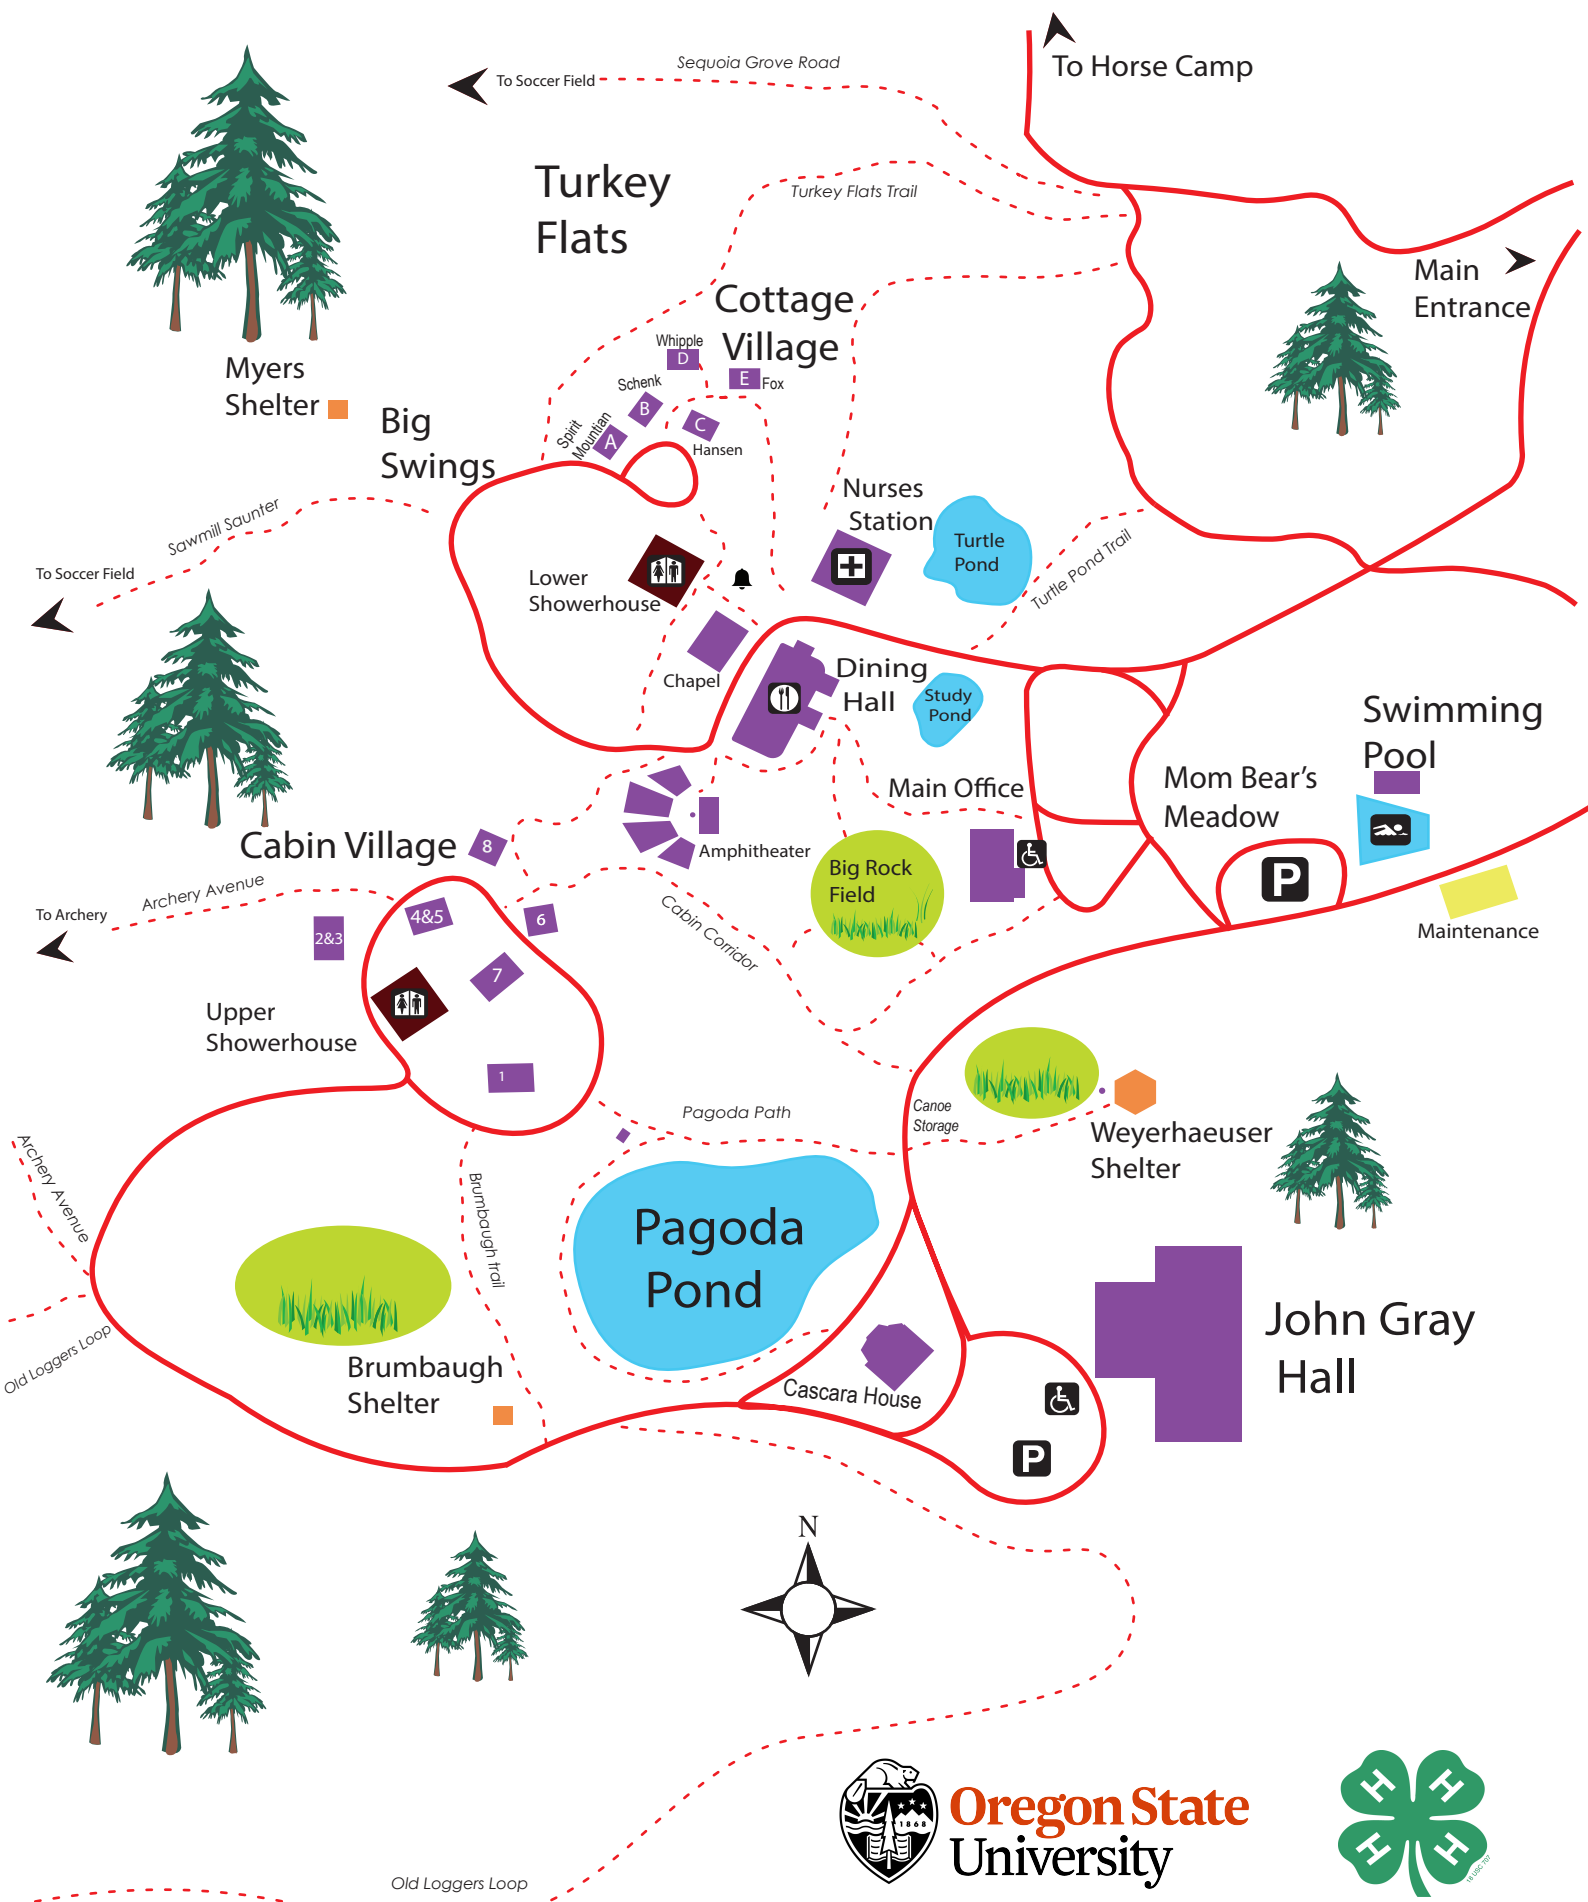 Sequoia Grove Road
To Horse Camp
To Soccer Field
Turkey
Flats
Turkey Flats Trail
Main
Entrance
Cottage
Village
Whipple
D
E
Fox
Schenk
B
Spirit
Mountian
A
C
Hansen
Myers
Shelter
Big
Swings
Nurses
Station
Turtle
Pond
Turtle Pond Trail
Sawmill Saunter
To Soccer Field
Lower
Showerhouse
Chapel
Dining
Hall
Study
Pond
Swimming
Pool
Main Office
Mom Bear's
Meadow
Cabin Village
8
Amphitheater
Big Rock
Field
P
Archery Avenue
To Archery
2&3
4&5
6
7
Cabin Corridor
Maintenance
Upper
Showerhouse
1
Canoe
Storage
Pagoda Path
Weyerhaeuser
Shelter
Archery Avenue
Brumbaugh trail
Pagoda
Pond
John Gray
Hall
Old Loggers Loop
Brumbaugh
Shelter
Cascara House
P
N
1868
Oregon State
University
H
H
H
H
18 USC 707
Old Loggers Loop